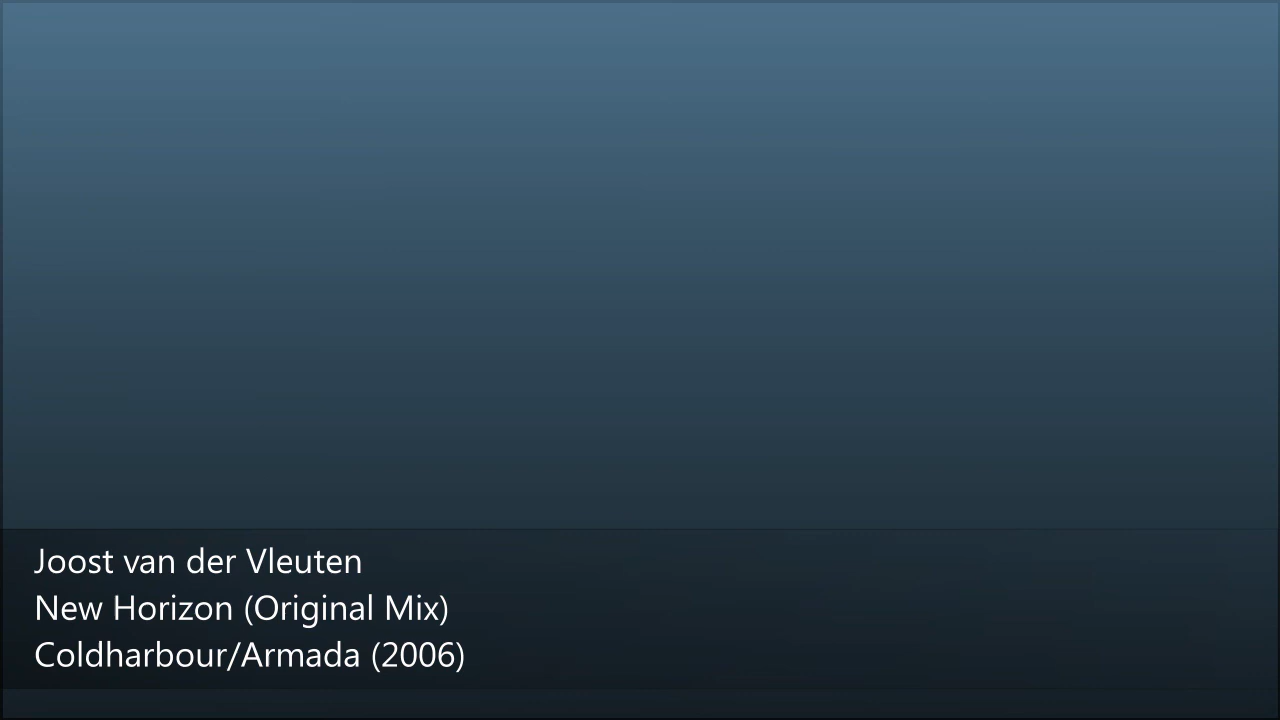 Joost van der Vleuten
New Horizon (Original Mix)
Coldharbour/Armada (2006)